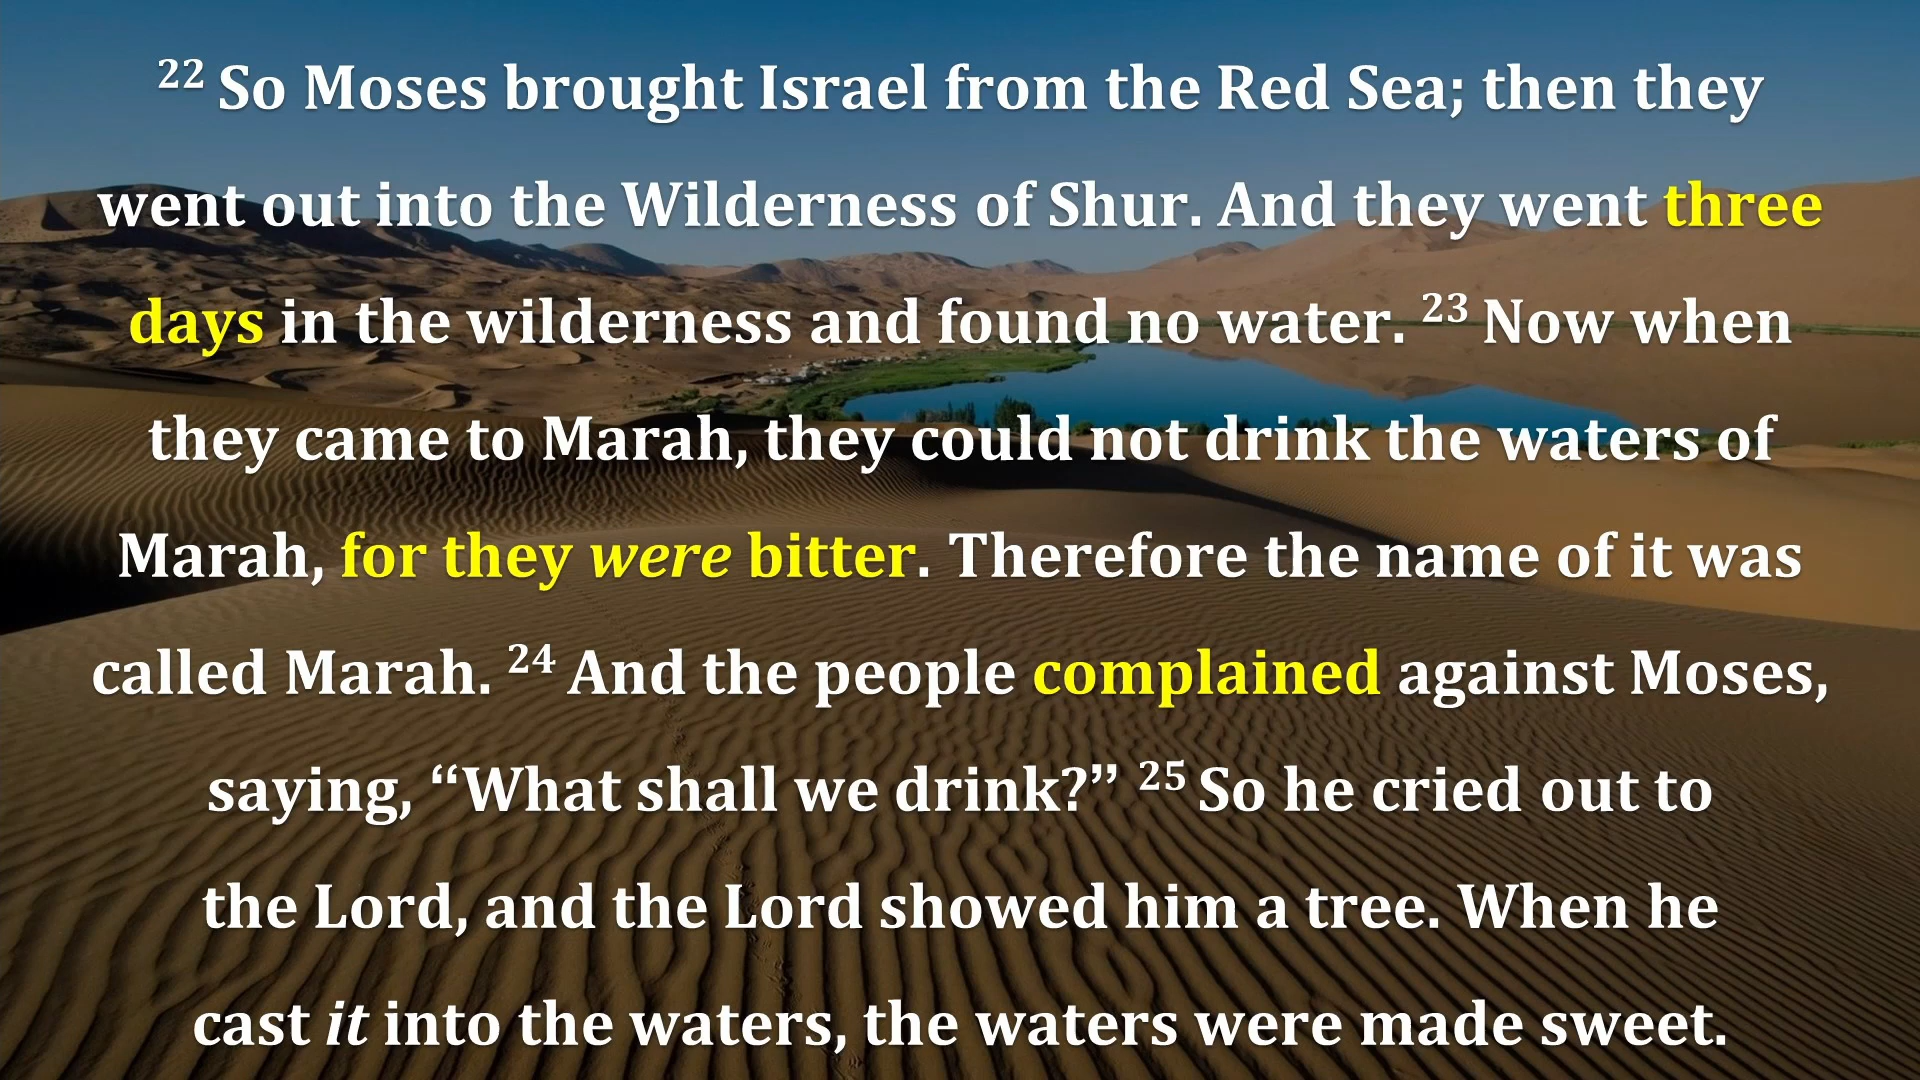 22 So Moses brought Israel from the Red Sea; then they
went out into the Wilderness of Shur. And they went three
days in the wilderness and found no water. 23 Now when
they came to Marah, they could not drink the waters of
Marah, for they were bitter. Therefore the name of it was
called Marah. 24 And the people complained against Moses,
saying, “What shall we drink?” 25 So he cried out to
the Lord, and the Lord showed him a tree. When he
cast it into the waters, the waters were made sweet.